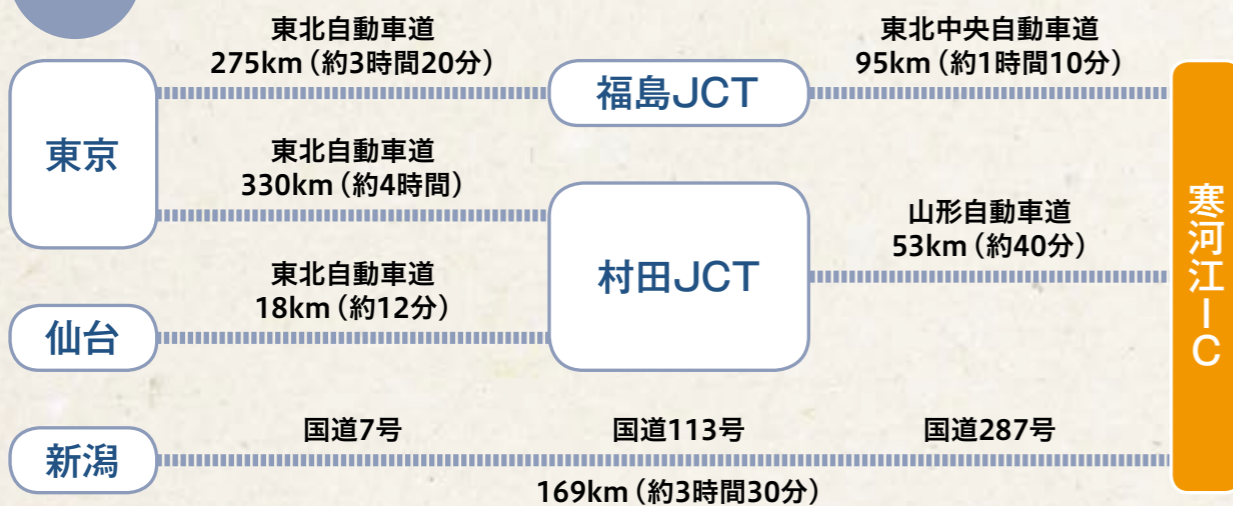 東北自動車道
275km（約3時間20分）
東北中央自動車道
95km（約1時間10分）
福島JCT
東京
東北自動車道
330km（約4時間）
山形自動車道
53km（約40分）
村田JCT
東北自動車道
18km（約12分）
仙台
新潟
国道7号
国道113号
国道287号
169km（約3時間30分）
寒河江IC